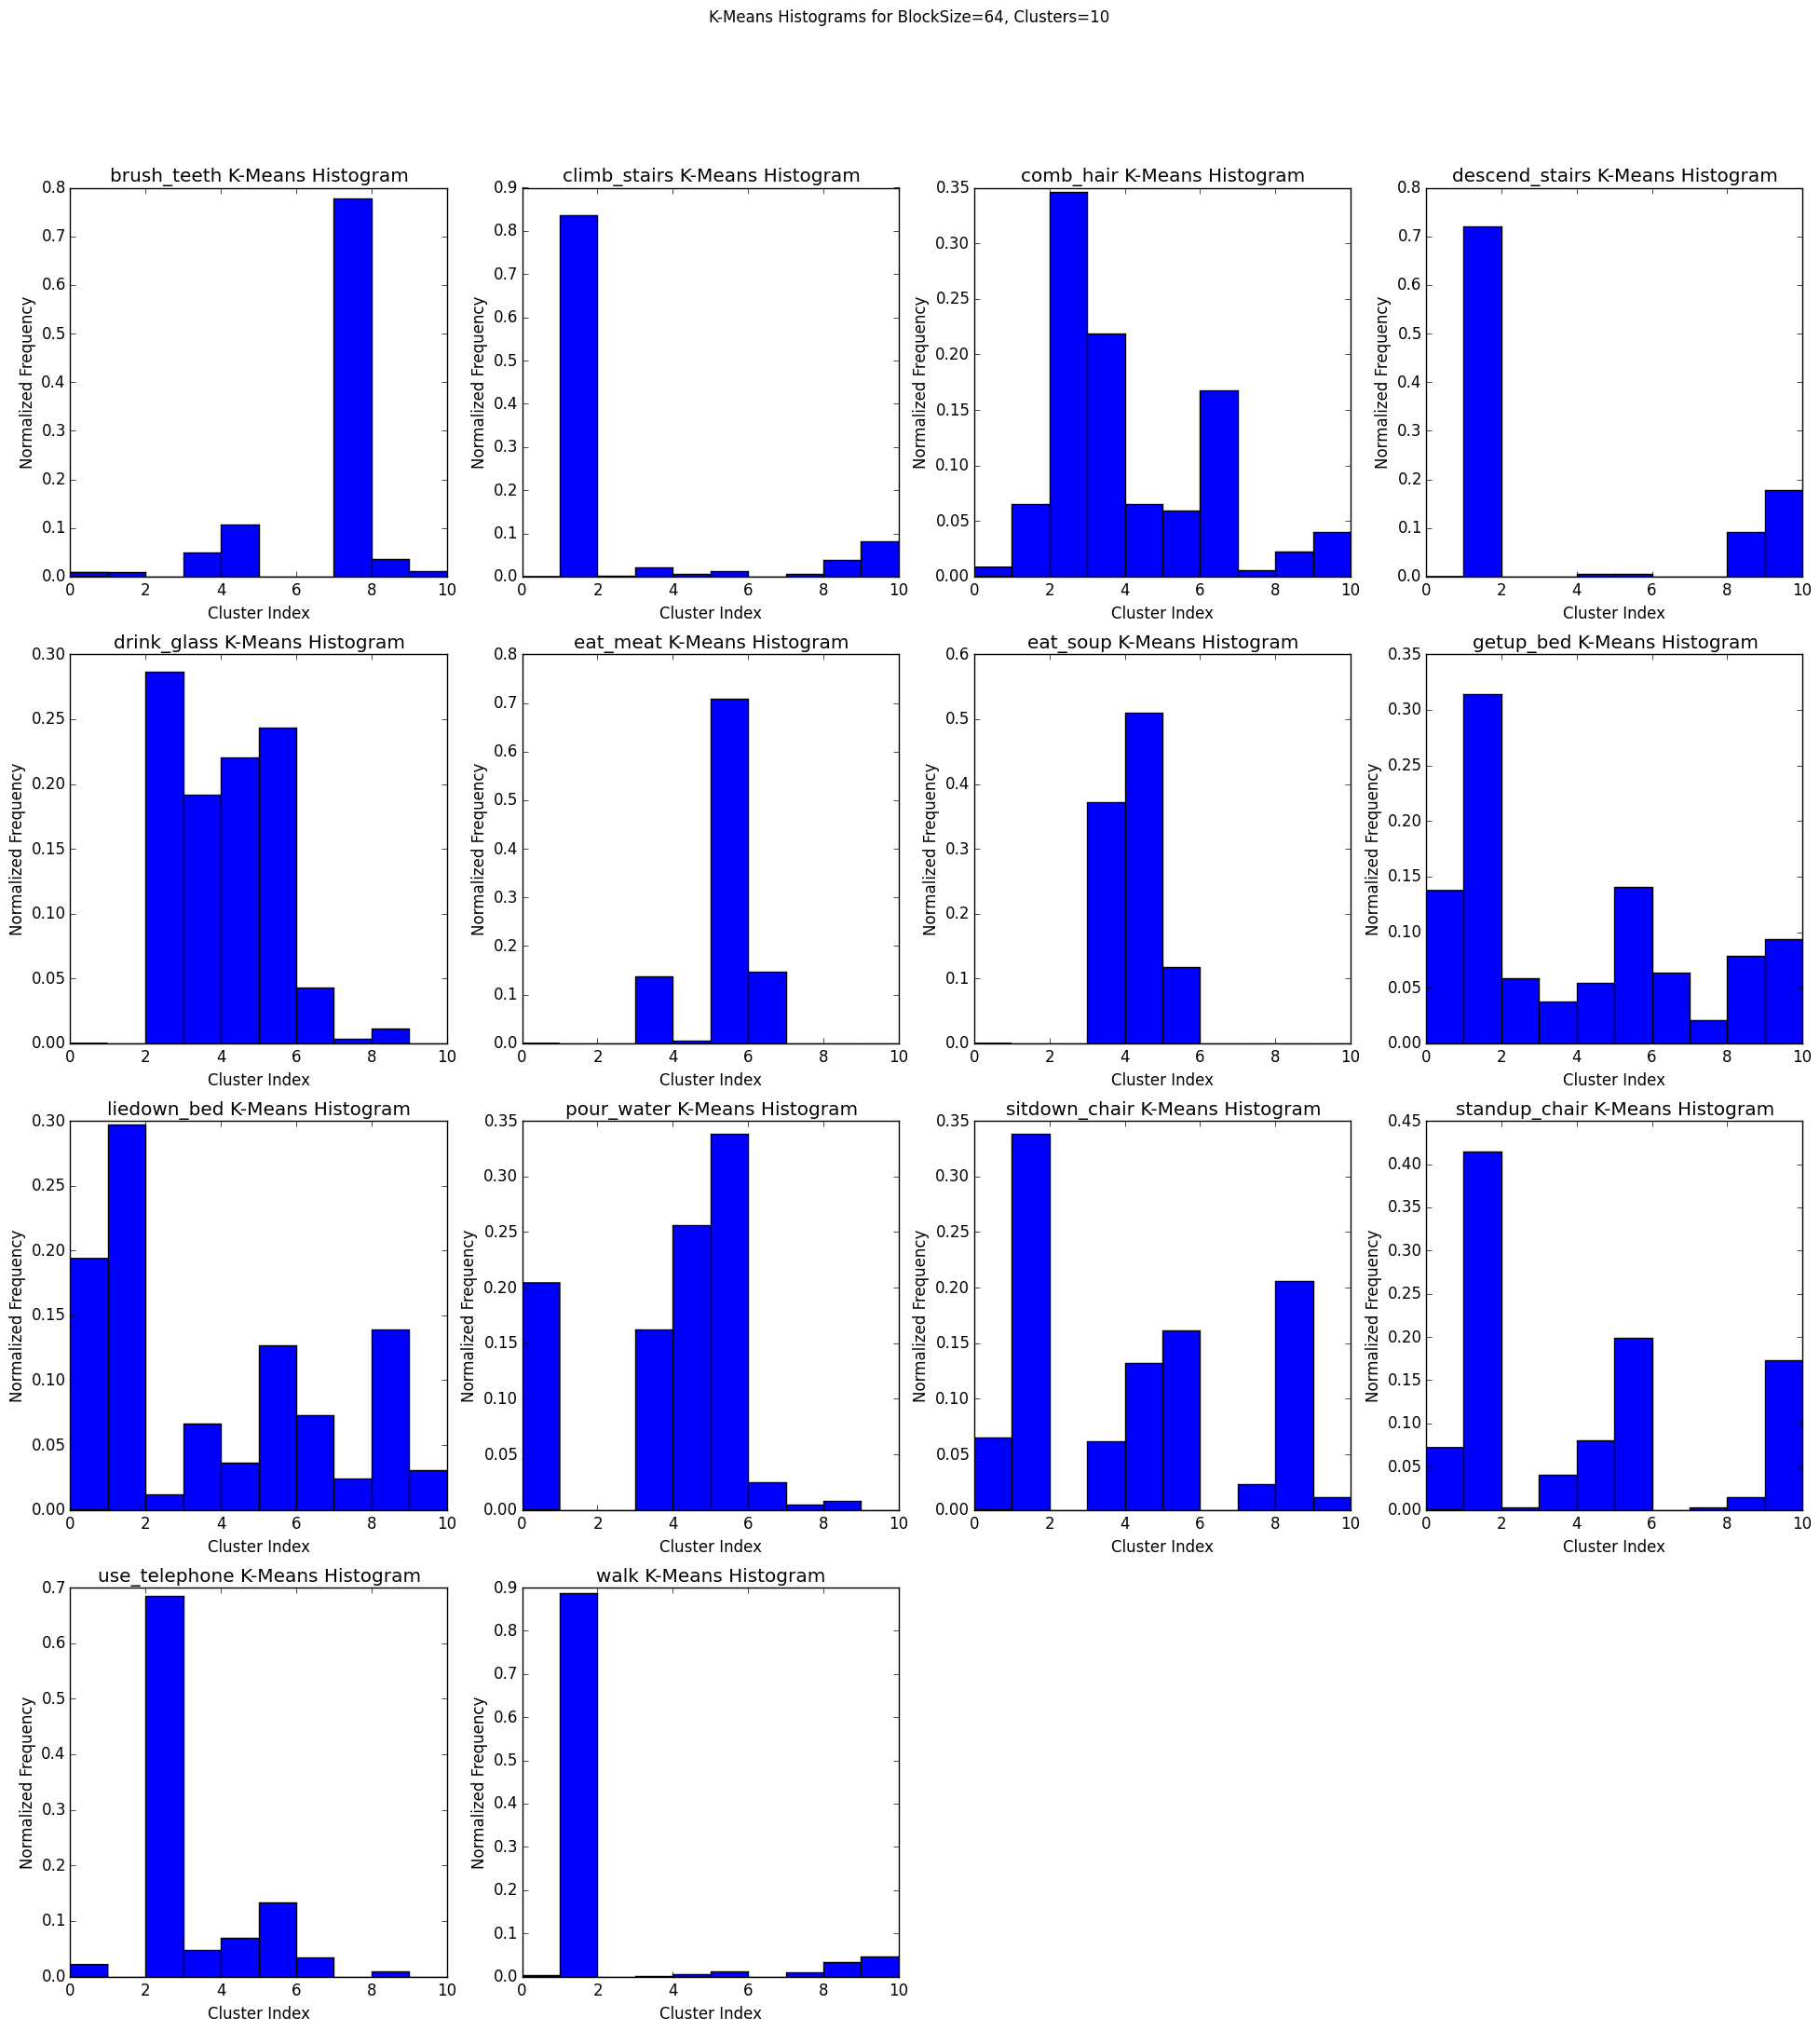 K-Means Histograms for BlockSize=64, Clusters=10
brush_teeth K-Means Histogram
0.8
0.7
0.6
0.5
0.4
0.3
0.2
0.1
0.0
0 2 4 6 8 10
Normalized Frequency
Cluster Index
climb_stairs K-Means Histogram
0.9
0.8
0.7
0.6
0.5
0.4
0.3
0.2
0.1
0.0
0 2 4 6 8 10
Normalized Frequency
Cluster Index
comb_hair K-Means Histogram
0.35
0.30
0.25
0.20
0.15
0.10
0.05
0.00
0 2 4 6 8 10
Normalized Frequency
Cluster Index
descend_stairs K-Means Histogram
0.8
0.7
0.6
0.5
0.4
0.3
0.2
0.1
0.0
0 2 4 6 8 10
Normalized Frequency
Cluster Index
drink_glass K-Means Histogram
0.30
0.25
0.20
0.15
0.10
0.05
0.00
0 2 4 6 8 10
Normalized Frequency
Cluster Index
eat_meat K-Means Histogram
0.8
0.7
0.6
0.5
0.4
0.3
0.2
0.1
0.0
0 2 4 6 8 10
Normalized Frequency
Cluster Index
eat_soup K-Means Histogram
0.6
0.5
0.4
0.3
0.2
0.1
0.0
0 2 4 6 8 10
Normalized Frequency
Cluster Index
getup_bed K-Means Histogram
0.35
0.30
0.25
0.20
0.15
0.10
0.05
0.00
0 2 4 6 8 10
Normalized Frequency
Cluster Index
liedown_bed K-Means Histogram
0.30
0.25
0.20
0.15
0.10
0.05
0.00
0 2 4 6 8 10
Normalized Frequency
Cluster Index
pour_water K-Means Histogram
0.35
0.30
0.25
0.20
0.15
0.10
0.05
0.00
0 2 4 6 8 10
Normalized Frequency
Cluster Index
sitdown_chair K-Means Histogram
0.35
0.30
0.25
0.20
0.15
0.10
0.05
0.00
0 2 4 6 8 10
Normalized Frequency
Cluster Index
standup_chair K-Means Histogram
0.45
0.40
0.35
0.30
0.25
0.20
0.15
0.10
0.05
0.00
0 2 4 6 8 10
Normalized Frequency
Cluster Index
use_telephone K-Means Histogram
0.7
0.6
0.5
0.4
0.3
0.2
0.1
0.0
0 2 4 6 8 10
Normalized Frequency
Cluster Index
walk K-Means Histogram
0.9
0.8
0.7
0.6
0.5
0.4
0.3
0.2
0.1
0.0
0 2 4 6 8 10
Normalized Frequency
Cluster Index